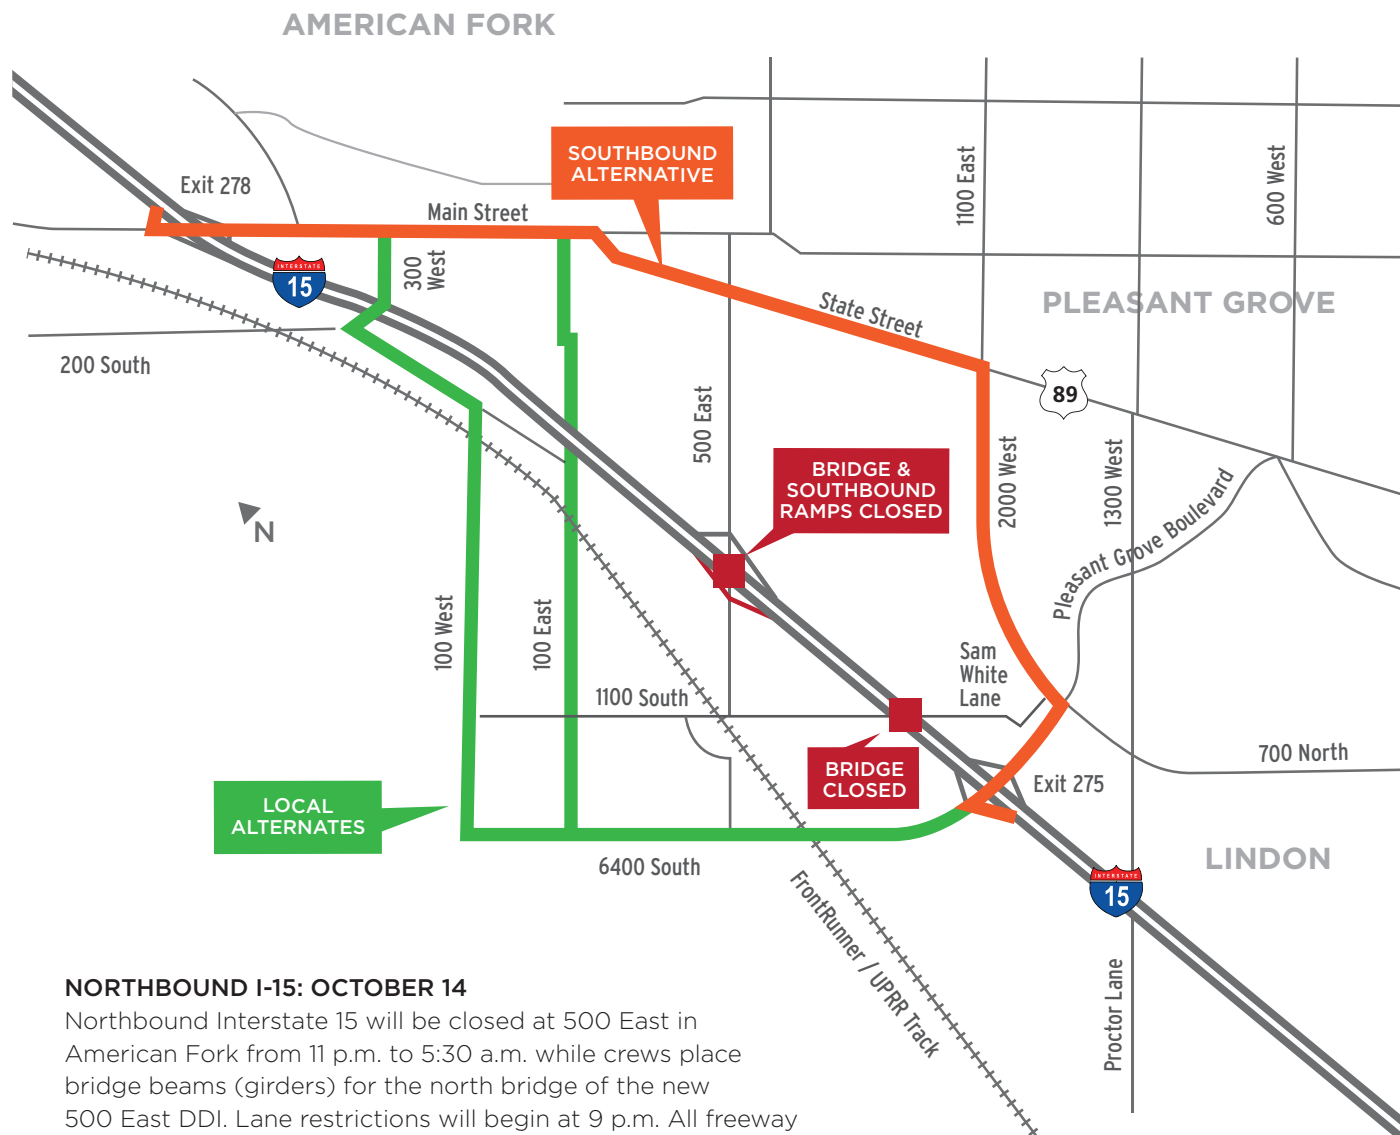 AMERICAN FORK
SOUTHBOUND
ALTERNATIVE
Exit 278
Main Street
1100 East
600 West
300
West
INTERSTATE
15
PLEASANT GROVE
State Street
200 South
89
500 East
BRIDGE &
SOUTHBOUND
RAMPS CLOSED
2000 West
1300 West
Pleasant Grove Boulevard
N
100 West
100 East
Sam
White
Lane
1100 South
700 North
BRIDGE
CLOSED
Exit 275
LOCAL
ALTERNATES
6400 South
LINDON
INTERSTATE
15
FrontRunner / UPRR Track
Proctor Lane
NORTHBOUND I-15: OCTOBER 14
Northbound Interstate 15 will be closed at 500 East in
American Fork from 11 p.m. to 5:30 a.m. while crews place
bridge beams (girders) for the north bridge of the new
500 East DDI. Lane restrictions will begin at 9 p.m. All freeway